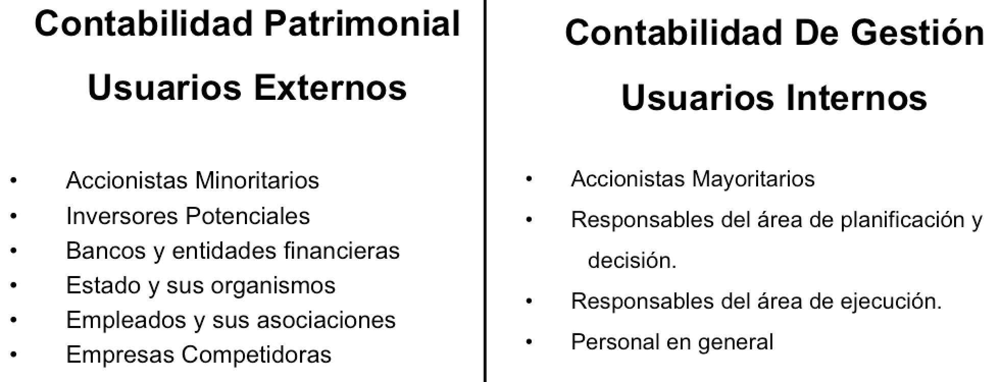 Contabilidad Patrimonial
Usuarios Externos
• Accionistas Minoritarios
• Inversores Potenciales
• Bancos y entidades financieras
• Estado y sus organismos
• Empleados y sus asociaciones
• Empresas Competidoras
Contabilidad De Gestión
Usuarios Internos
• Accionistas Mayoritarios
• Responsables del área de planificación y
decisión.
• Responsables del área de ejecución.
• Personal en general